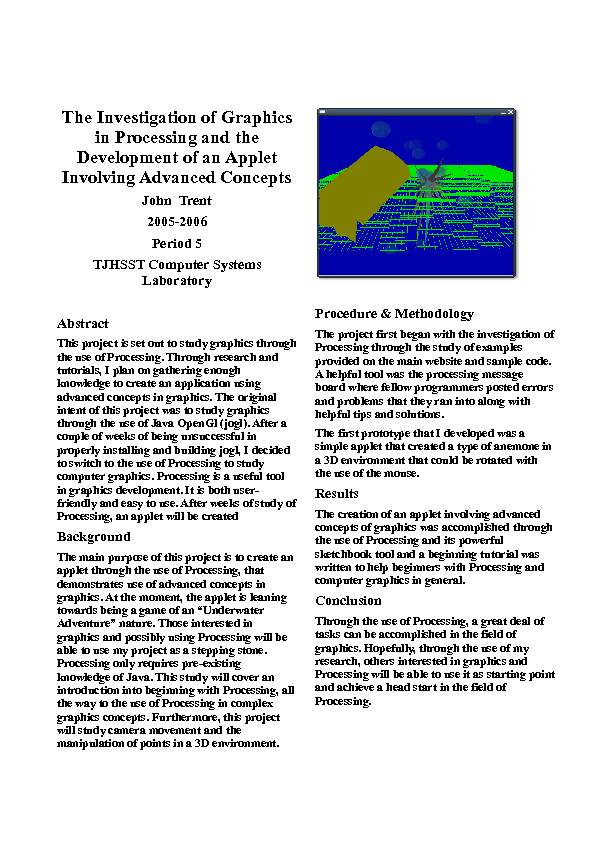 The Investigation of Graphics
in Processing and the
Development of an Applet
Involving Advanced Concepts
John Trent
2005-2006
Period 5
TJHSST Computer Systems
Laboratory
Abstract
This project is set out to study graphics through
the use of Processing. Through research and
tutorials, I plan on gathering enough
knowledge to create an application using
advanced concepts in graphics. The original
intent of this project was to study graphics
through the use of Java OpenGl (jogl). After a
couple of weeks of being unsuccessful in
properly installing and building jogl, I decided
to switch to the use of Processing to study
computer graphics. Processing is a useful tool
in graphics development. It is both user-
friendly and easy to use. After weeks of study of
Processing, an applet will be created
Background
The main purpose of this project is to create an
applet through the use of Processing, that
demonstrates use of advanced concepts in
graphics. At the moment, the applet is leaning
towards being a game of an “Underwater
Adventure” nature. Those interested in
graphics and possibly using Processing will be
able to use my project as a stepping stone.
Processing only requires pre-existing
knowledge of Java. This study will cover an
introduction into beginning with Processing, all
the way to the use of Processing in complex
graphics concepts. Furthermore, this project
will study camera movement and the
manipulation of points in a 3D environment.
Procedure & Methodology
The project first began with the investigation of
Processing through the study of examples
provided on the main website and sample code.
A helpful tool was the processing message
board where fellow programmers posted errors
and problems that they ran into along with
helpful tips and solutions.
The first prototype that I developed was a
simple applet that created a type of anemone in
a 3D environment that could be rotated with
the use of the mouse.
Results
The creation of an applet involving advanced
concepts of graphics was accomplished through
the use of Processing and its powerful
sketchbook tool and a beginning tutorial was
written to help beginners with Processing and
computer graphics in general.
Conclusion
Through the use of Processing, a great deal of
tasks can be accomplished in the field of
graphics. Hopefully, through the use of my
research, others interested in graphics and
Processing will be able to use it as starting point
and achieve a head start in the field of
Processing.